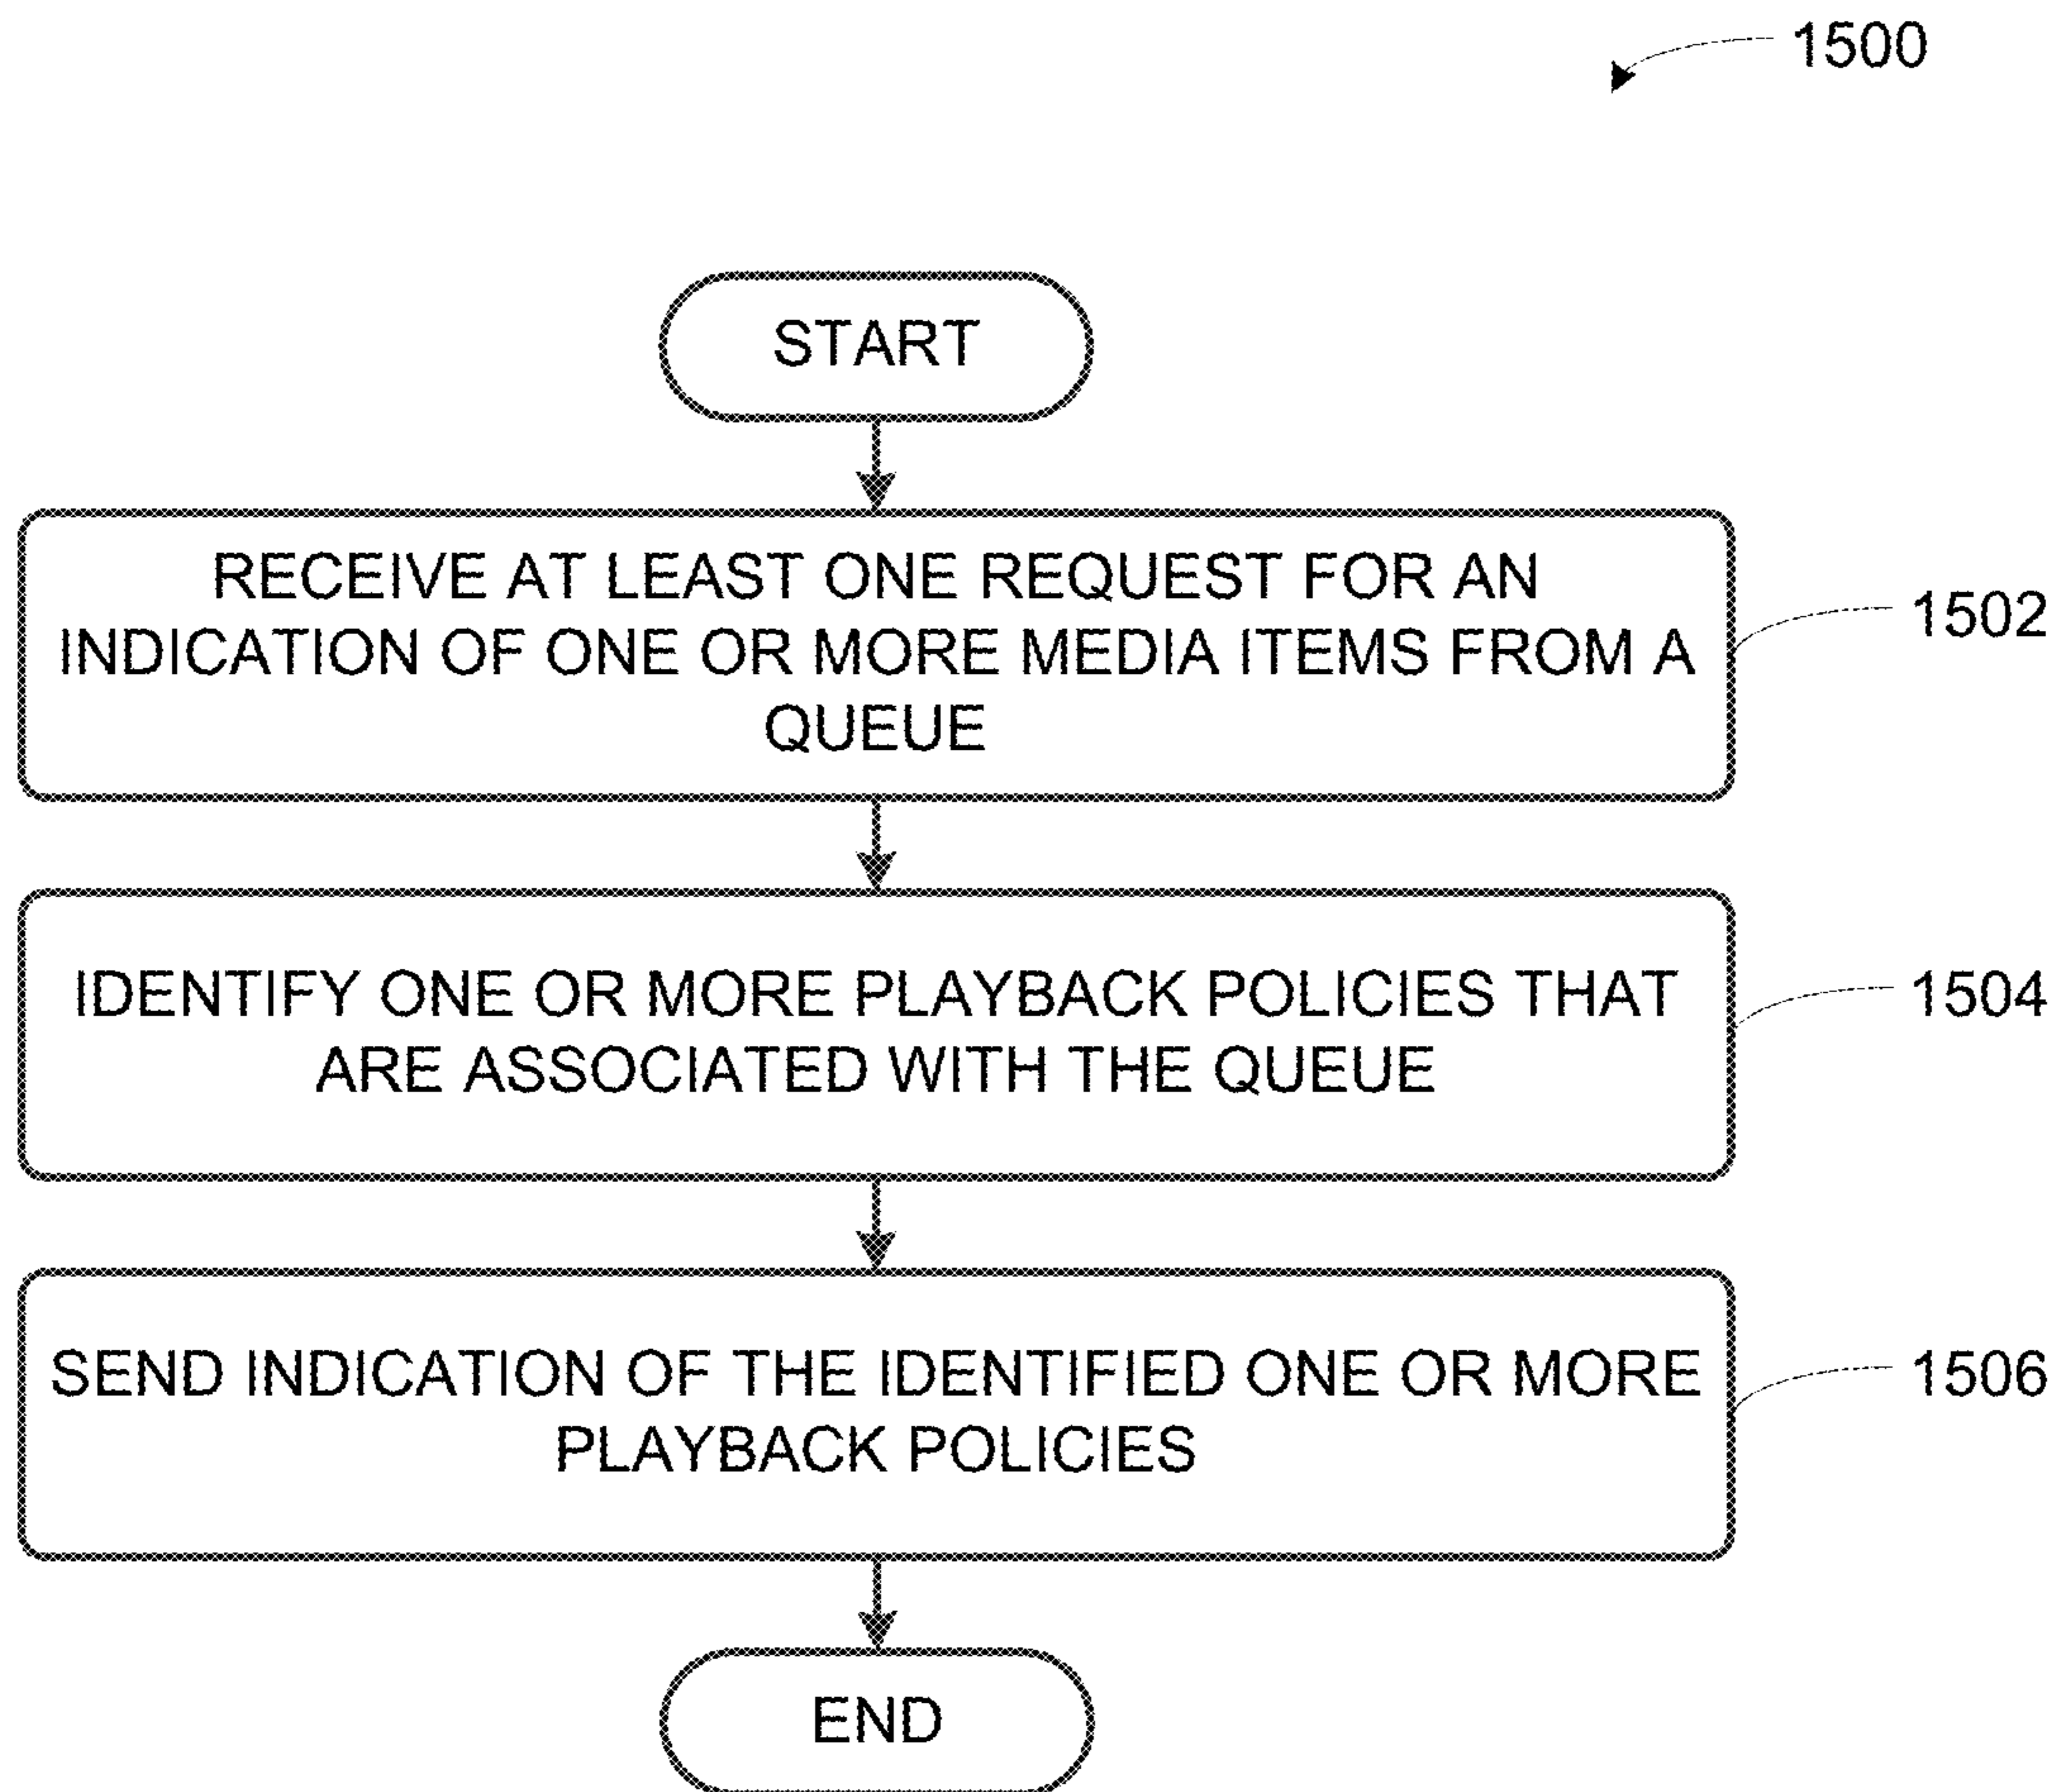 1500
START
RECEIVE AT LEAST ONE REQUEST FOR AN
INDICATION OF ONE OR MORE MEDIA ITEMS FROM A
QUEUE
1502
IDENTIFY ONE OR MORE PLAYBACK POLICIES THAT
ARE ASSOCIATED WITH THE QUEUE
1504
SEND INDICATION OF THE IDENTIFIED ONE OR MORE
PLAYBACK POLICIES
1506
END